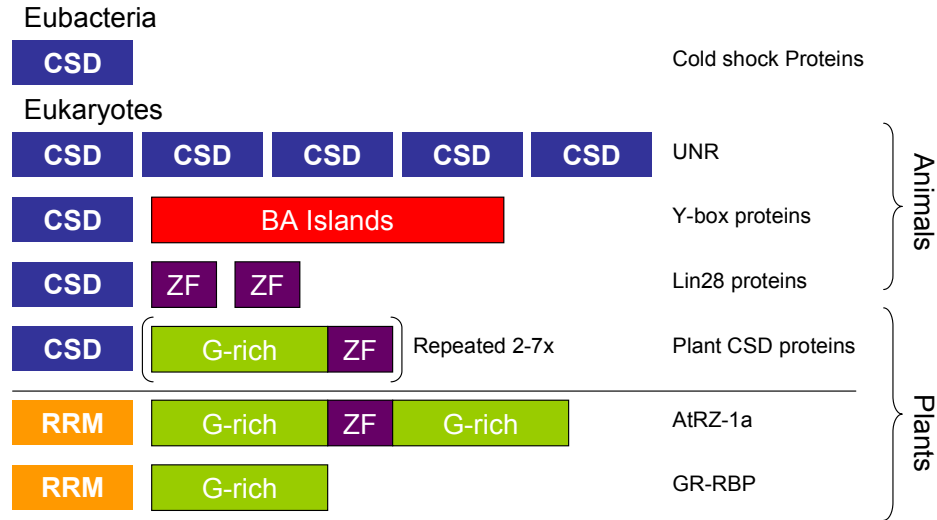 Eubacteria
CSD Cold shock Proteins
Eukaryotes
CSD CSD CSD CSD CSD UNR
CSD BA Islands Y-box proteins
CSD ZF ZF Lin28 proteins
Animals
CSD G-rich ZF Repeated 2-7x Plant CSD proteins
RRM G-rich ZF G-rich AtRZ-1a
RRM G-rich GR-RBP
Plants